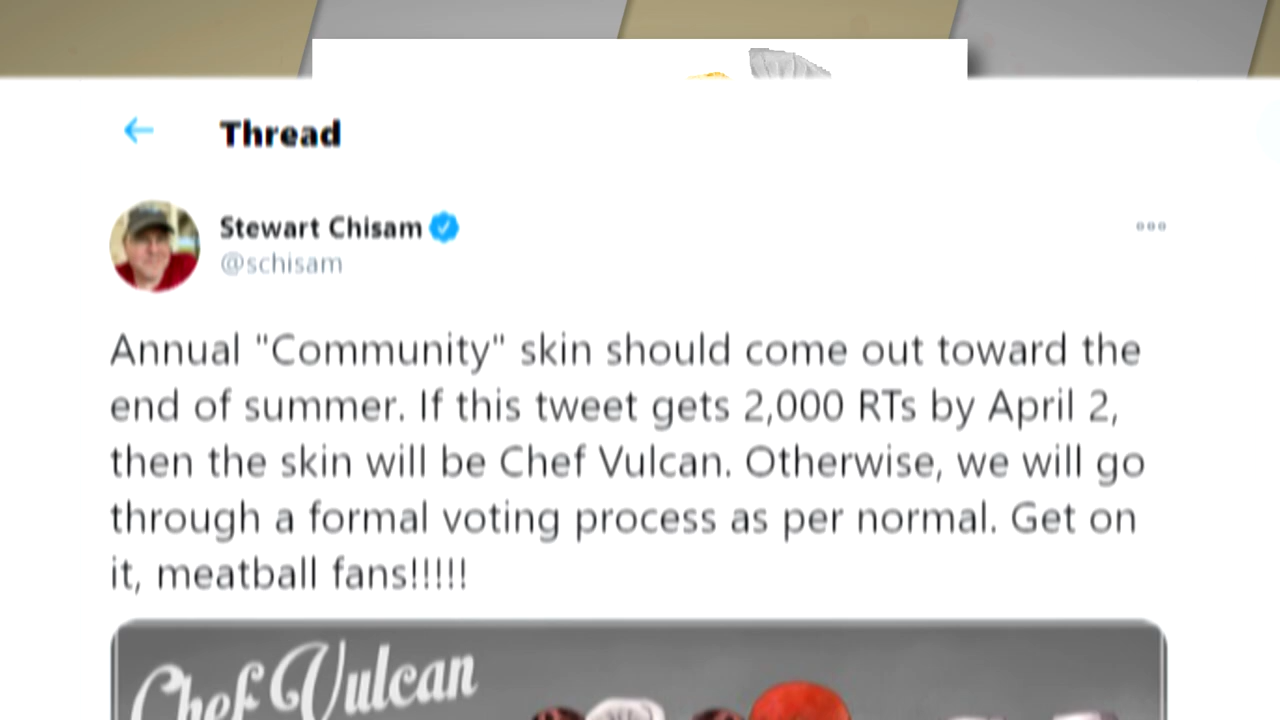 Thread
Stewart Chisam
@schisam
Annual "Community" skin should come out toward the
end of summer. If this tweet gets 2,000 RTs by April 2,
then the skin will be Chef Vulcan. Otherwise, we will go
through a formal voting process as per normal. Get on
it, meatball fans!!!!!
Chef Vulcan